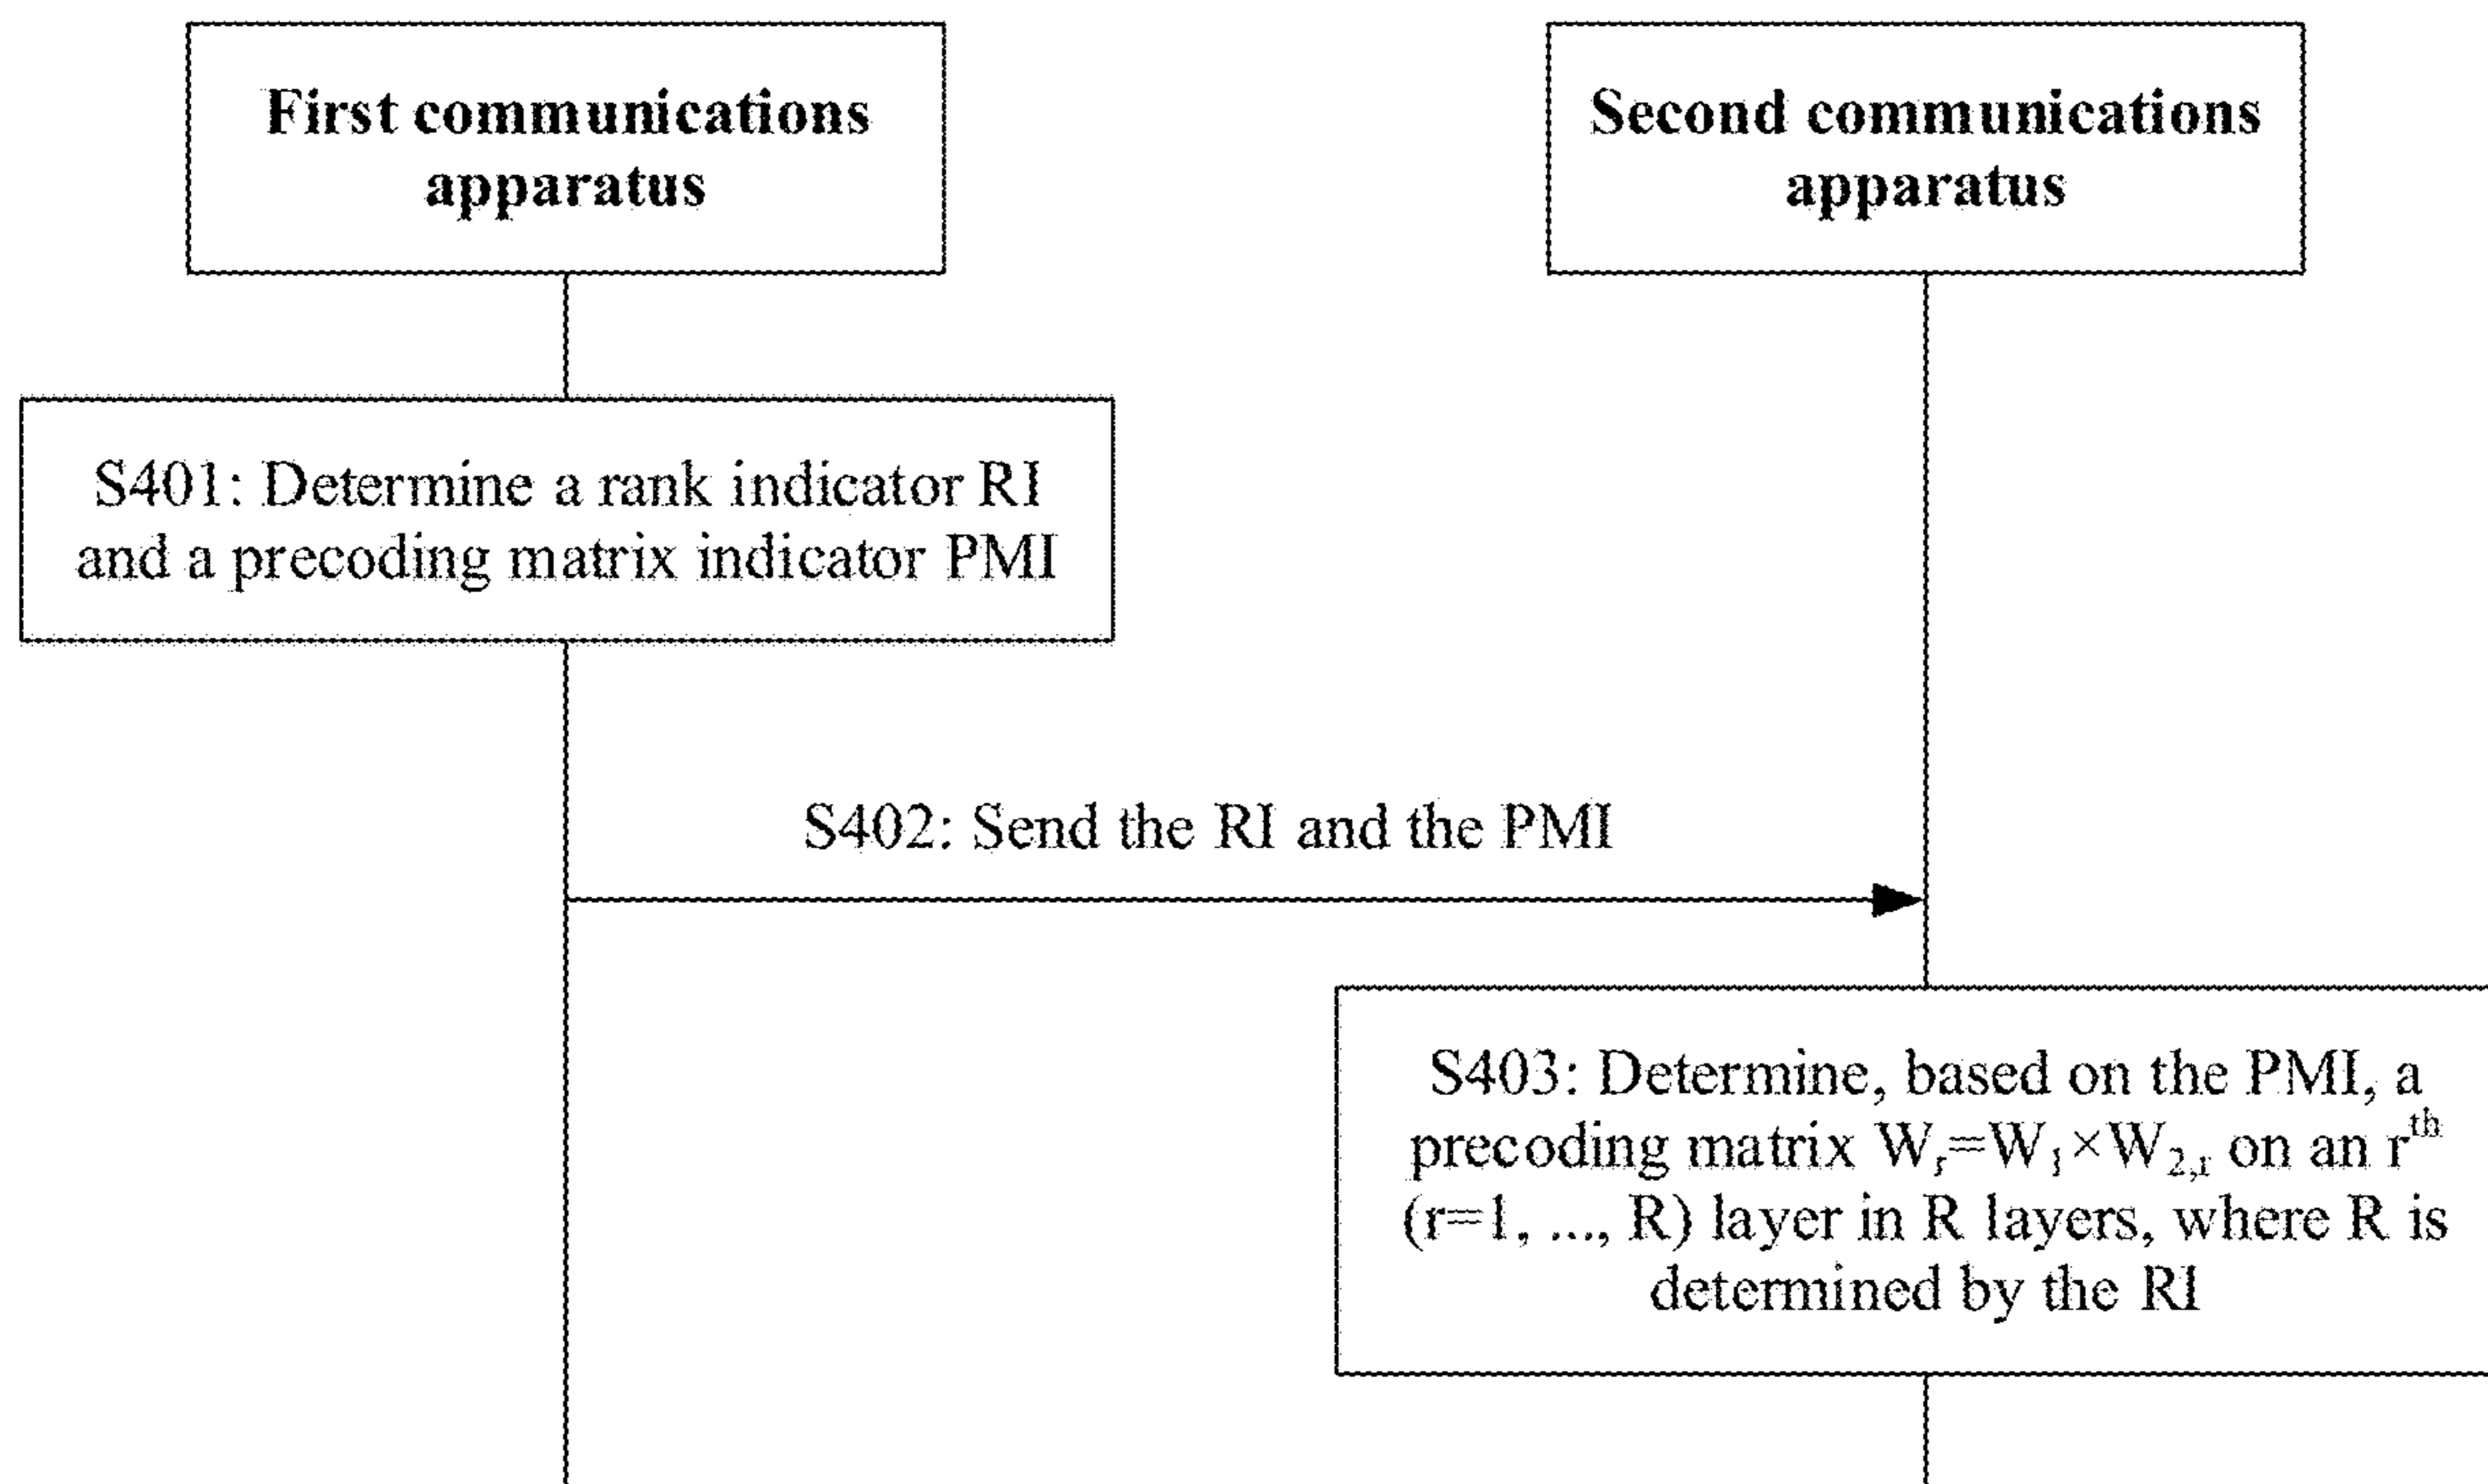 First communications
apparatus
Second communications
apparatus
S401: Determine a rank indicator RI
and a precoding matrix indicator PMI
S402: Send the RI and the PMI
S403: Determine, based on the PMI, a
precoding matrix Wᵣ=W₁×W₂,ᵣ on an rᵗʰ
(r=1, ..., R) layer in R layers, where R is
determined by the RI